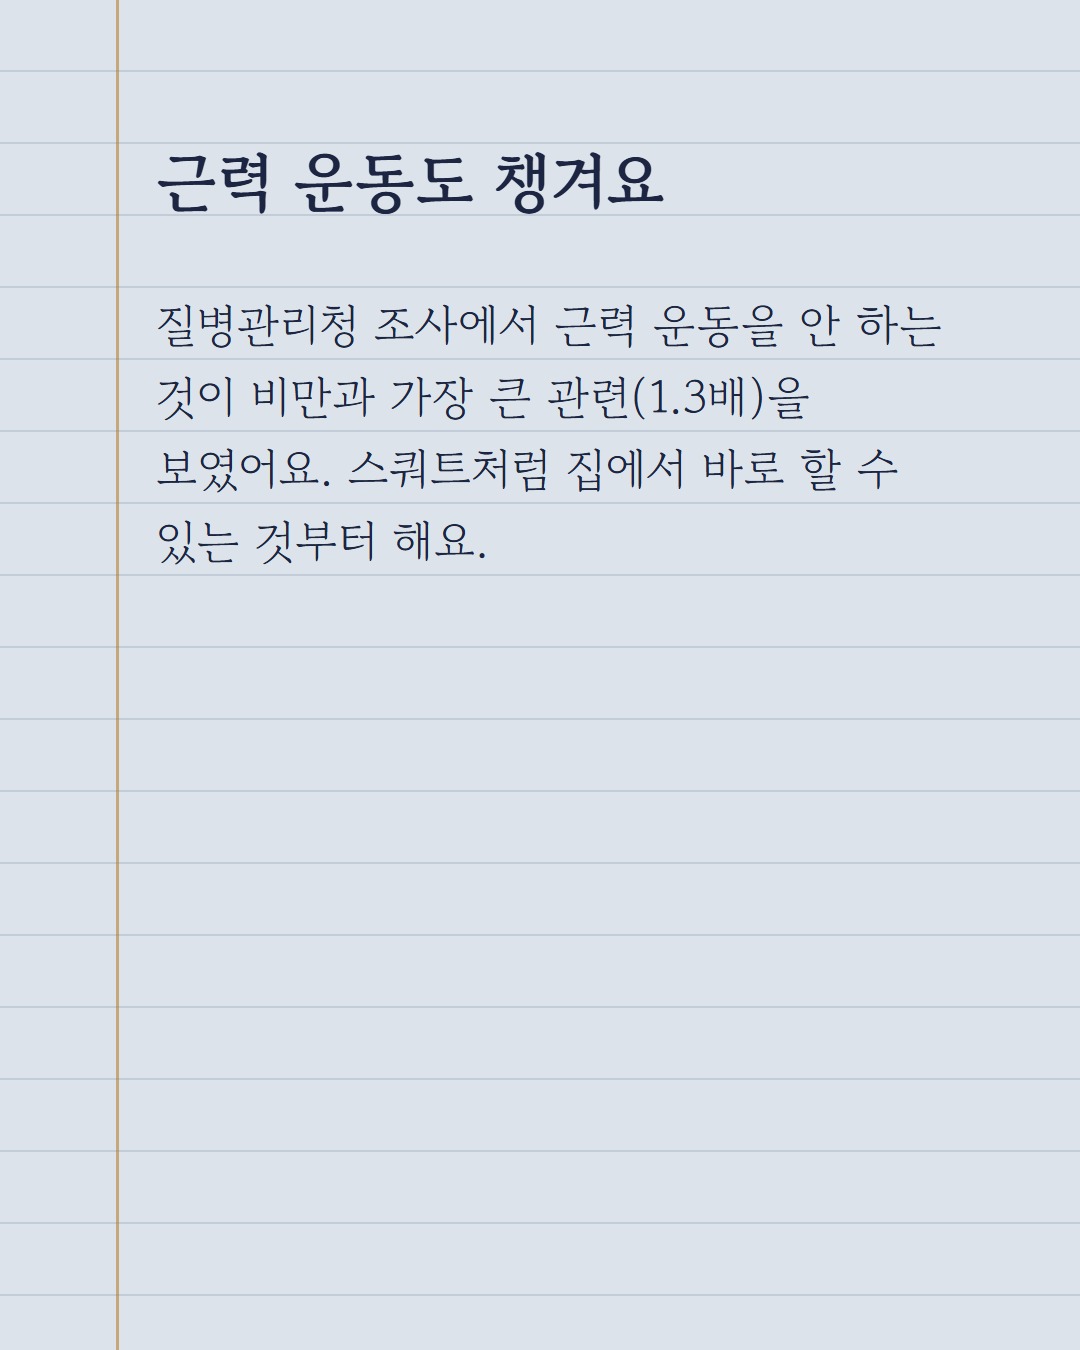 근력 운동도 챙겨요
질병관리청 조사에서 근력 운동을 안 하는
것이 비만과 가장 큰 관련(1.3배)을
보였어요. 스쿼트처럼 집에서 바로 할 수
있는 것부터 해요.